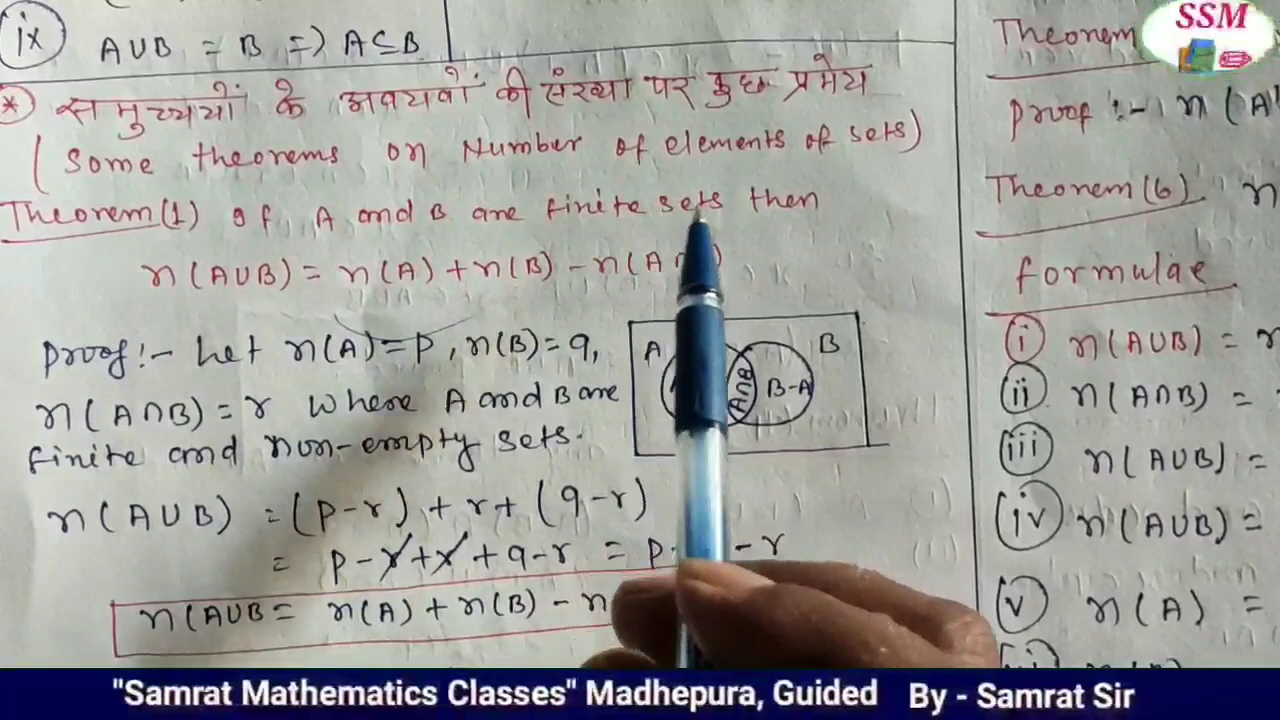 ix A∪B = B => A⊆B
* समुच्ययों के अवयवों की संख्या पर कुछ प्रमेय
(Some theorems on Number of elements of sets)
Theorem(1) If A and B are finite sets then
n(A∪B) = n(A)+n(B)-n(A∩
Proof:- Let n(A)=p, n(B)=q,
n(A∩B)=r where A and B are
finite and non-empty sets.
A B
A∩B B-A
n(A∪B) =(p-r)+r+(q-r)
= p-r+r+q-r = p -r
n(A∪B= n(A)+n(B)-n
Theorem
Proof:- n(A
Theorem(6) n
formulae
i n(A∪B)=
ii n(A∩B)=
iii n(A∪B)=
iv n(A∪B)=
v n(A) =
SSM
"Samrat Mathematics Classes" Madhepura, Guided By - Samrat Sir